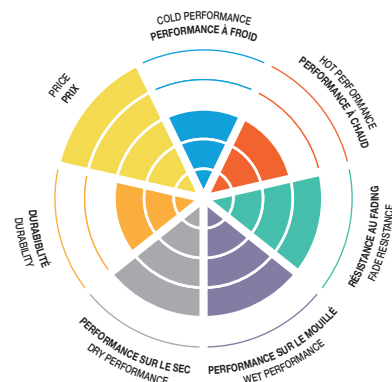 COLD PERFORMANCE
PERFORMANCE À FROID
HOT PERFORMANCE
PERFORMANCE À CHAUD
RÉSISTANCE AU FADING
FADE RESISTANCE
PERFORMANCE SUR LE MOUILLÉ
WET PERFORMANCE
PERFORMANCE SUR LE SEC
DRY PERFORMANCE
DURABIBLITÉ
DURABILITY
PRICE
PRIX